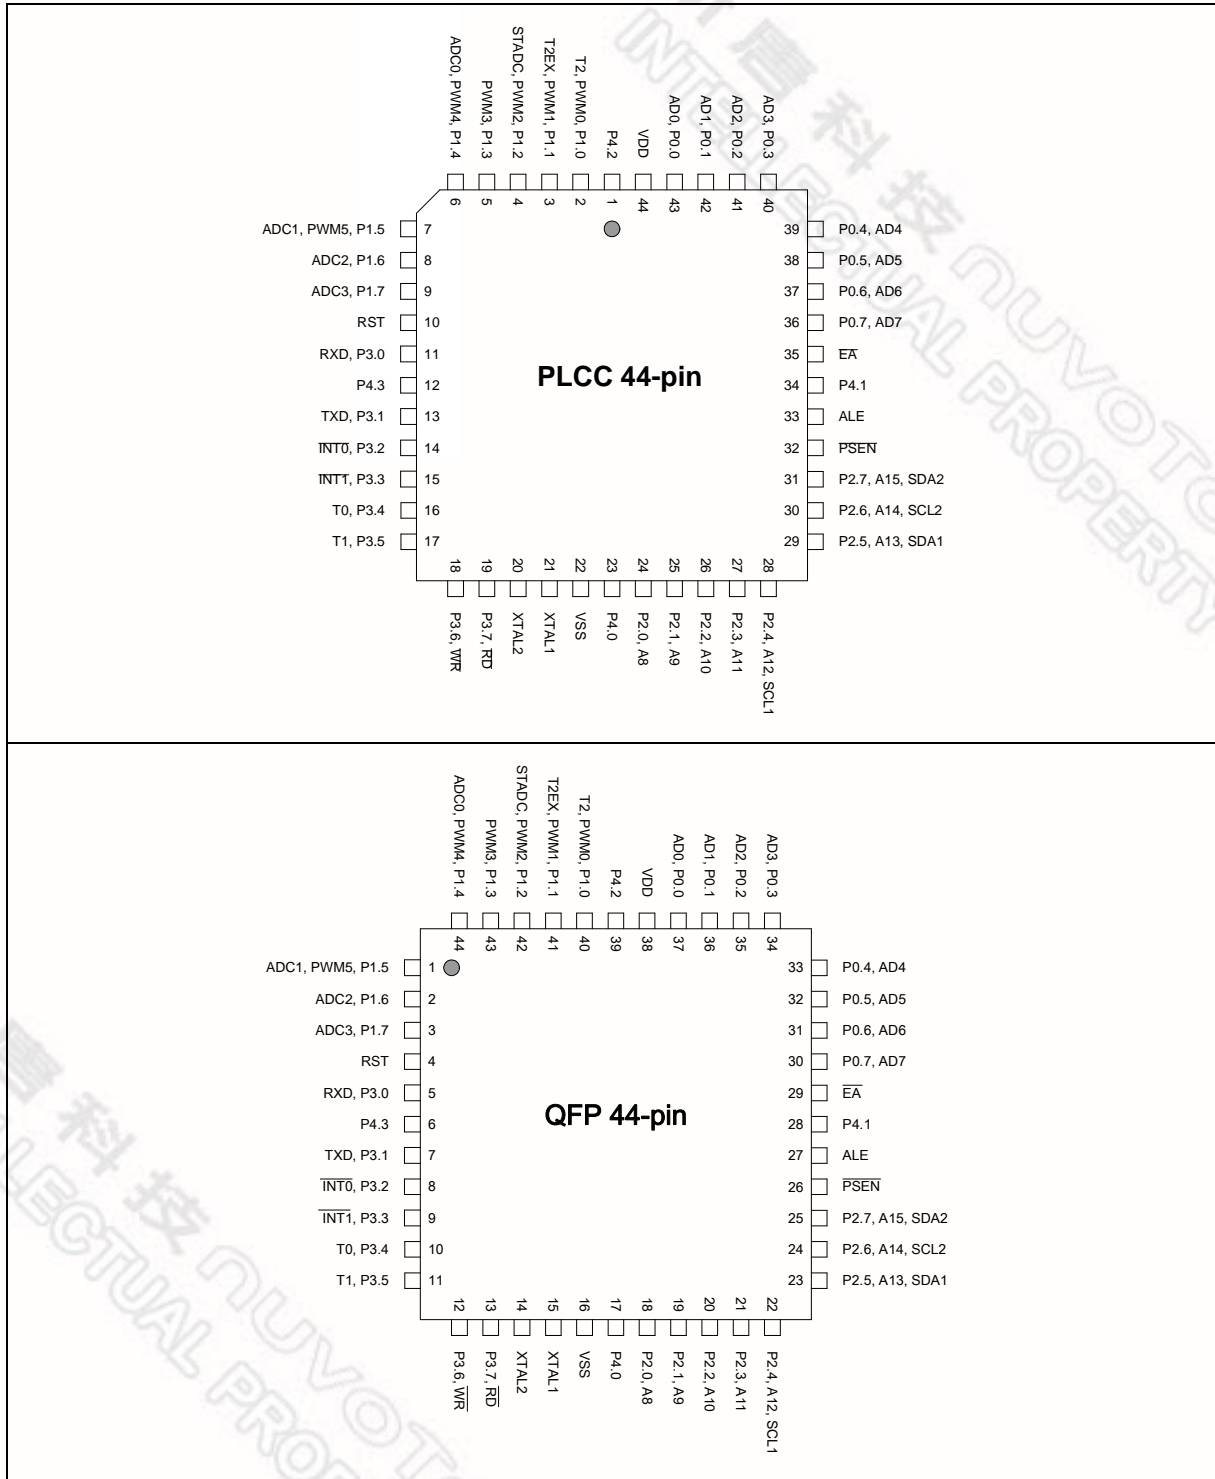 ADC0, PWM4, P1.4
PWM3, P1.3
STADC, PWM2, P1.2
T2EX, PWM1, P1.1
T2, PWM0, P1.0
P4.2
VDD
AD0, P0.0
AD1, P0.1
AD2, P0.2
AD3, P0.3
6 5 4 3 2 1 44 43 42 41 40
ADC1, PWM5, P1.5 7
ADC2, P1.6 8
ADC3, P1.7 9
RST 10
RXD, P3.0 11
P4.3 12
TXD, P3.1 13
INT0, P3.2 14
INT1, P3.3 15
T0, P3.4 16
T1, P3.5 17
PLCC 44-pin
39 P0.4, AD4
38 P0.5, AD5
37 P0.6, AD6
36 P0.7, AD7
35 EA
34 P4.1
33 ALE
32 PSEN
31 P2.7, A15, SDA2
30 P2.6, A14, SCL2
29 P2.5, A13, SDA1
18 19 20 21 22 23 24 25 26 27 28
P3.6, WR
P3.7, RD
XTAL2
XTAL1
VSS
P4.0
P2.0, A8
P2.1, A9
P2.2, A10
P2.3, A11
P2.4, A12, SCL1
唐科技 nuvoTo
INTELLECTUAL PROPERTY
ADC0, PWM4, P1.4
PWM3, P1.3
STADC, PWM2, P1.2
T2EX, PWM1, P1.1
T2, PWM0, P1.0
P4.2
VDD
AD0, P0.0
AD1, P0.1
AD2, P0.2
AD3, P0.3
44 43 42 41 40 39 38 37 36 35 34
ADC1, PWM5, P1.5 1
ADC2, P1.6 2
ADC3, P1.7 3
RST 4
RXD, P3.0 5
P4.3 6
TXD, P3.1 7
INT0, P3.2 8
INT1, P3.3 9
T0, P3.4 10
T1, P3.5 11
QFP 44-pin
33 P0.4, AD4
32 P0.5, AD5
31 P0.6, AD6
30 P0.7, AD7
29 EA
28 P4.1
27 ALE
26 PSEN
25 P2.7, A15, SDA2
24 P2.6, A14, SCL2
23 P2.5, A13, SDA1
12 13 14 15 16 17 18 19 20 21 22
P3.6, WR
P3.7, RD
XTAL2
XTAL1
VSS
P4.0
P2.0, A8
P2.1, A9
P2.2, A10
P2.3, A11
P2.4, A12, SCL1
唐科技 nuvoTo
LLECTUAL PROP